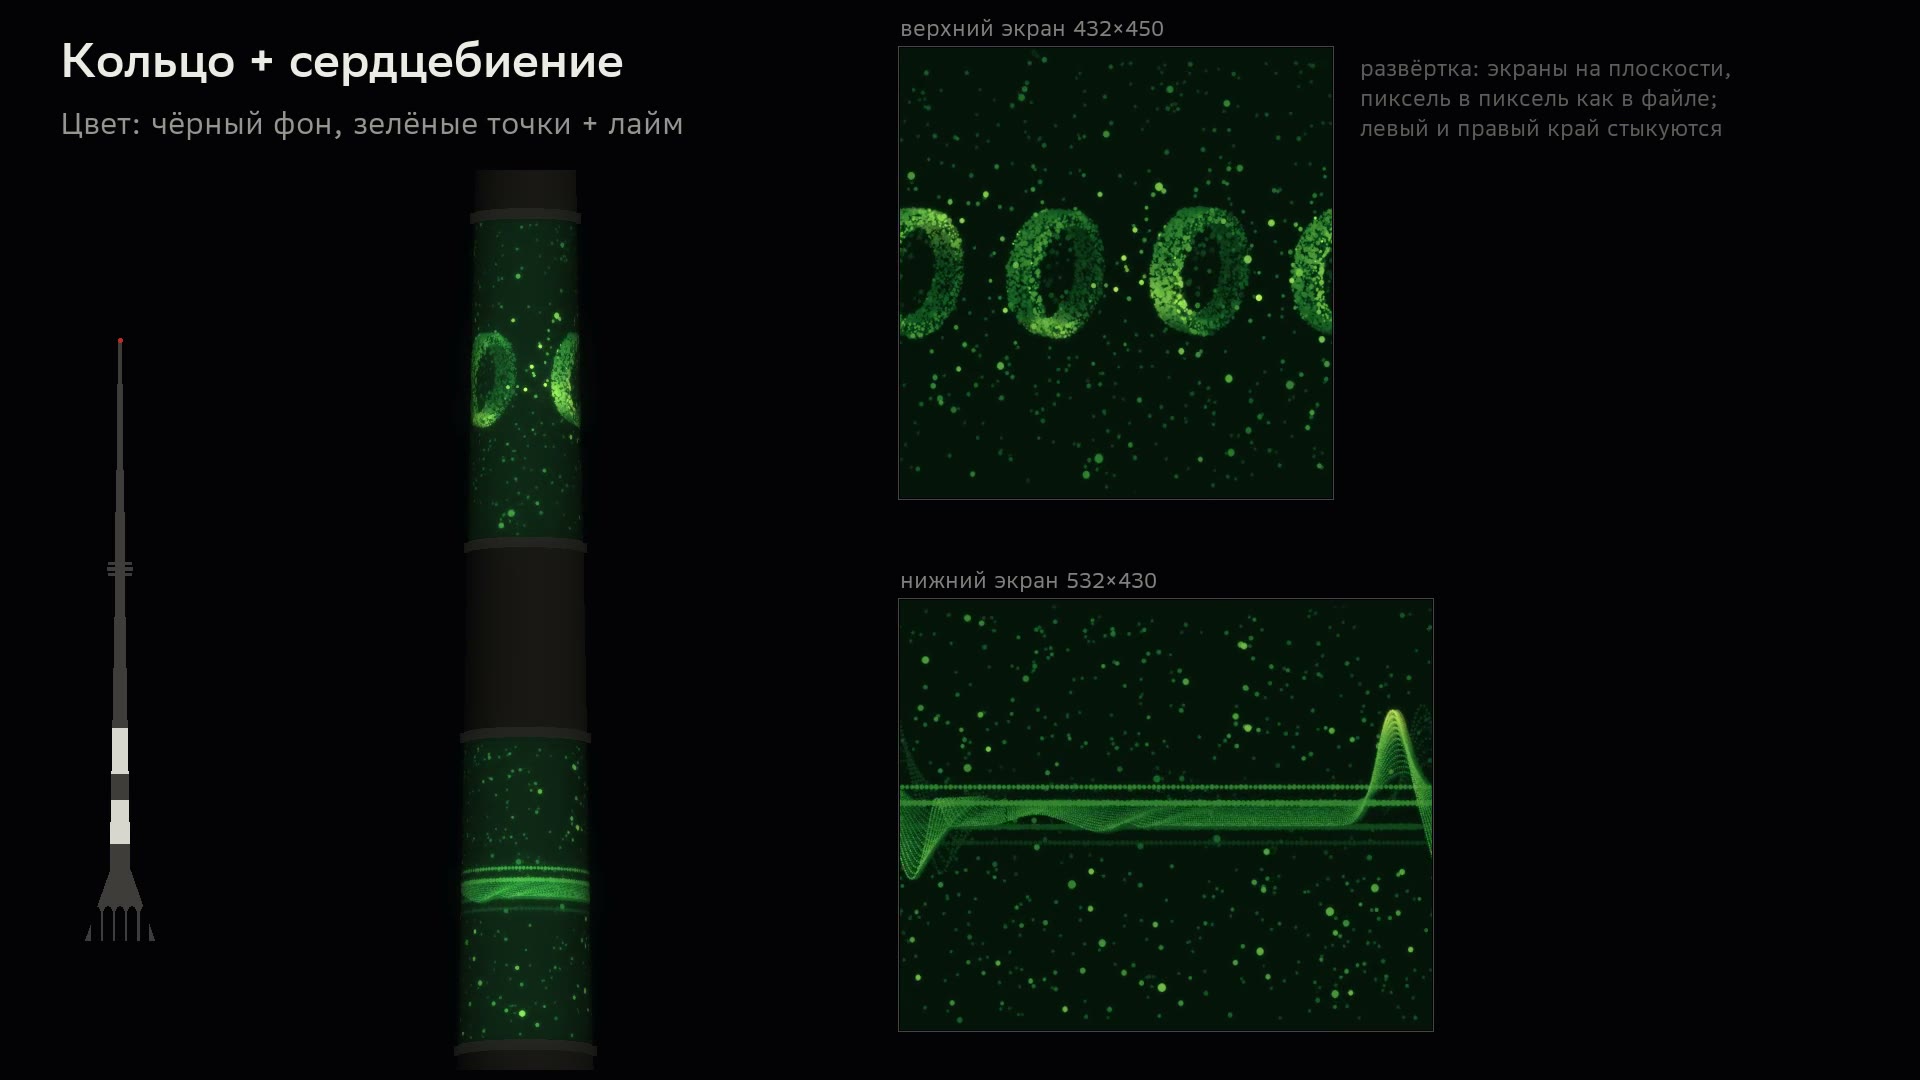 Кольцо + сердцебиение
Цвет: чёрный фон, зелёные точки + лайм
верхний экран 432×450
развёртка: экраны на плоскости,
пиксель в пиксель как в файле;
левый и правый край стыкуются
нижний экран 532×430